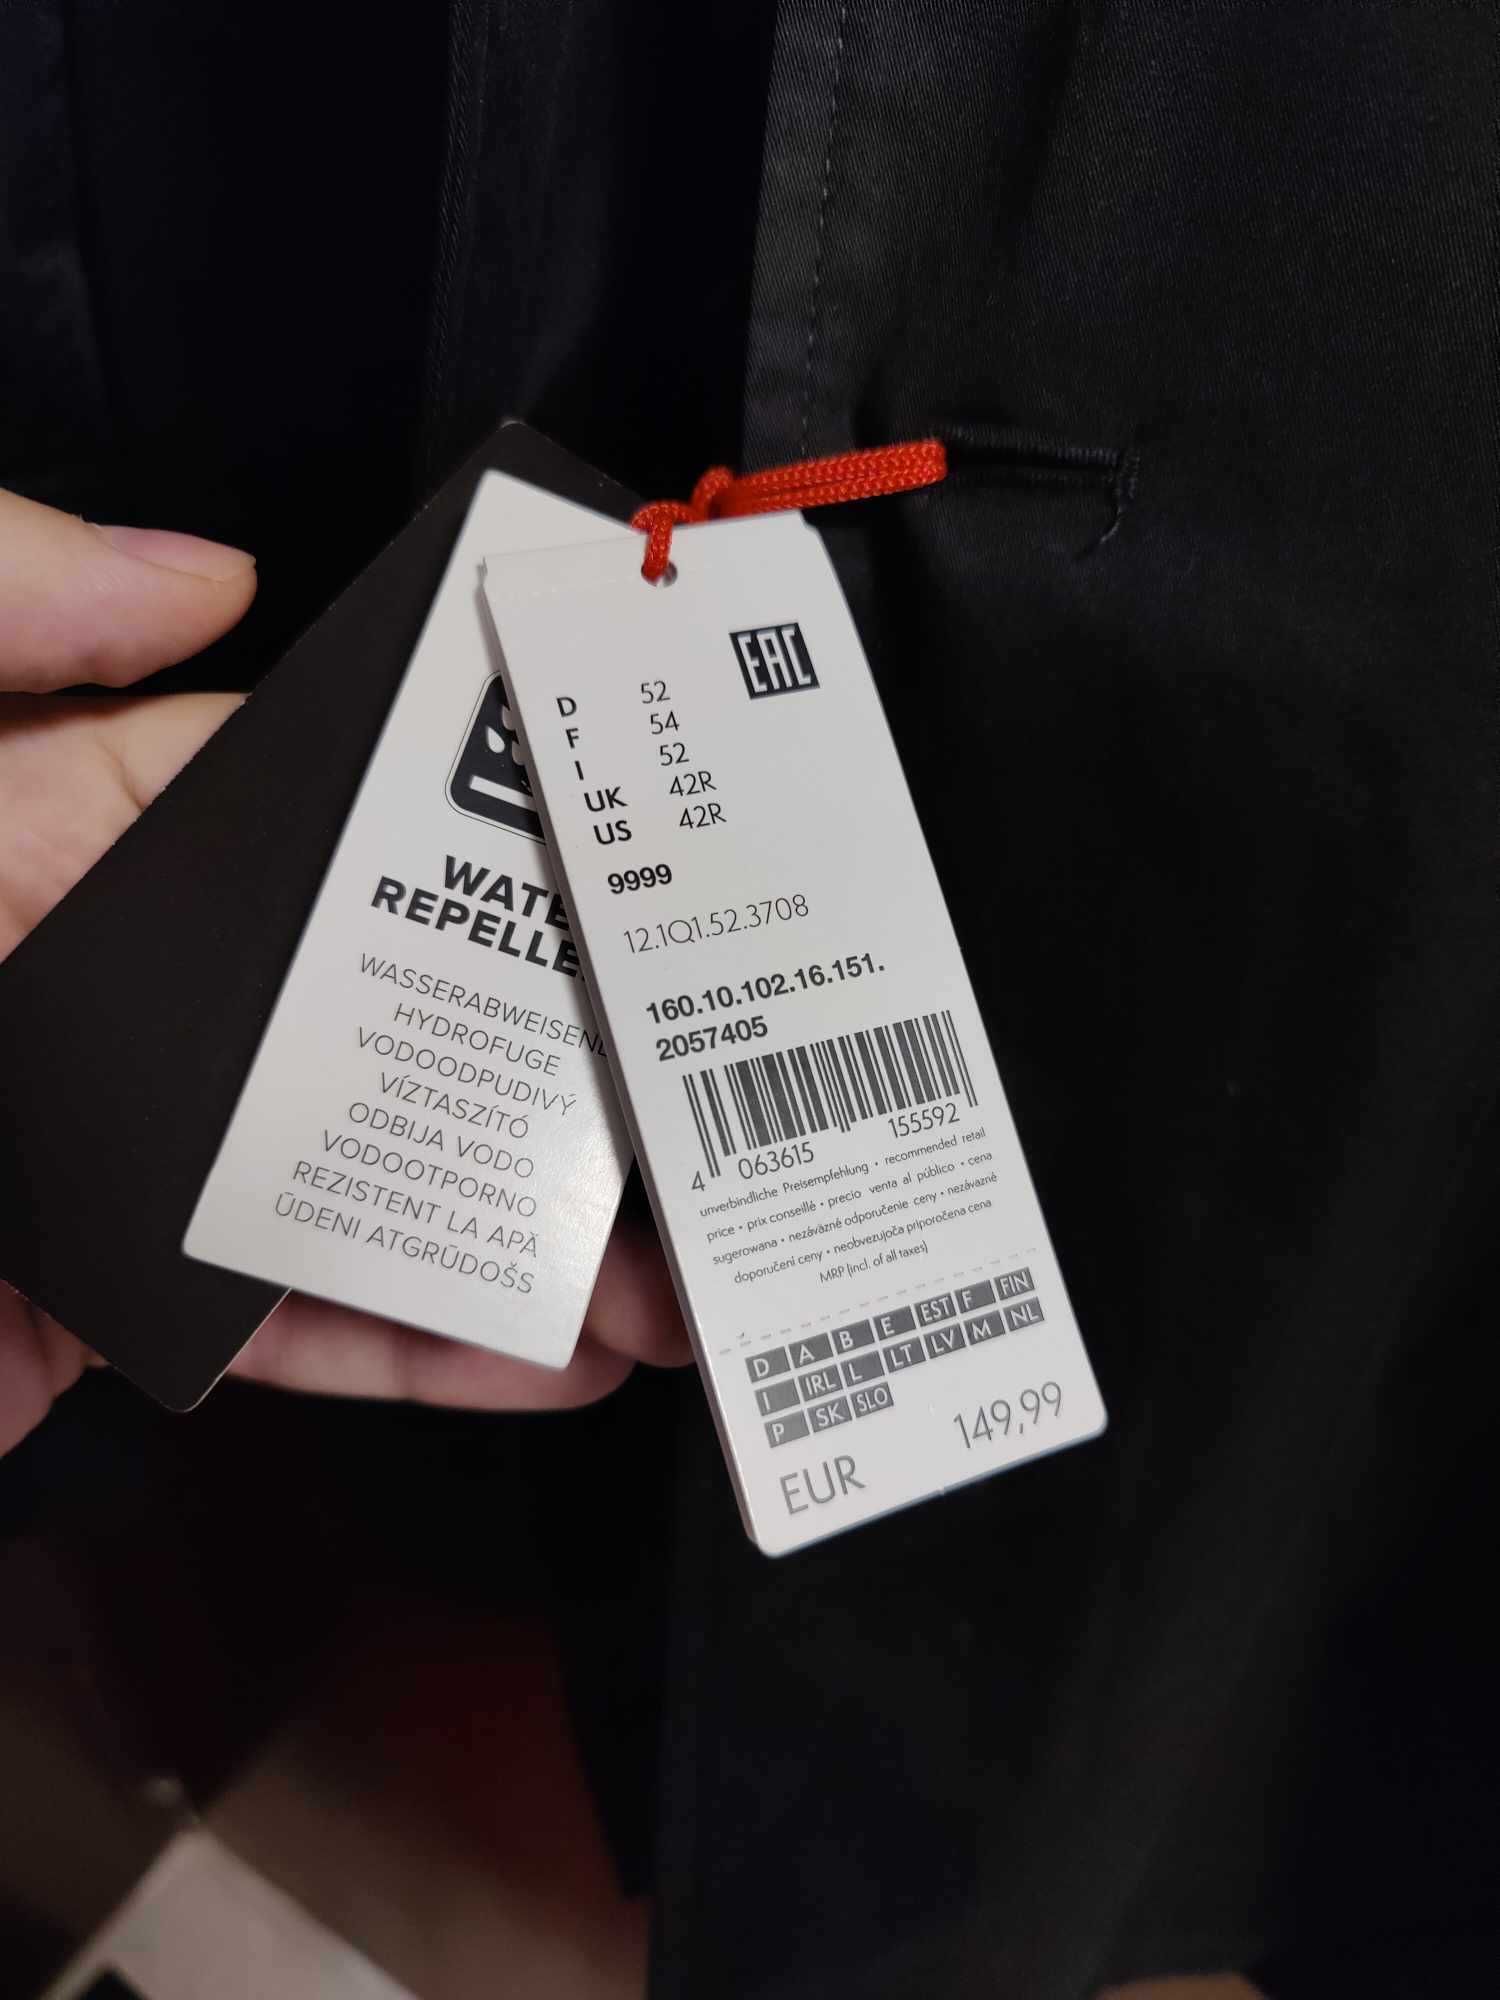 WATE
REPELLE
WASSERABWEISEND
HYDROFUGE
VODOODPUDIVÝ
VÍZTASZÍTÓ
ODBIJA VODO
VODOOTPORNO
REZISTENT LA APĂ
ŪDENI ATGRŪDOŠS
EAC
D 52
F 54
I 52
UK 42R
US 42R
9999
12.1Q1.52.3708
160.10.102.16.151.
2057405
4 063615 155592
unverbindliche Preisempfehlung • recommended retail
price • prix conseillé • precio venta al público • cena
sugerowana • nezáväzné odporučenie ceny • nezávazné
doporučení ceny • neobvezujoča priporočena cena
MRP (incl. of all taxes)
D A B E EST F FIN
I IRL L LT LV M NL
P SK SLO
EUR 149,99